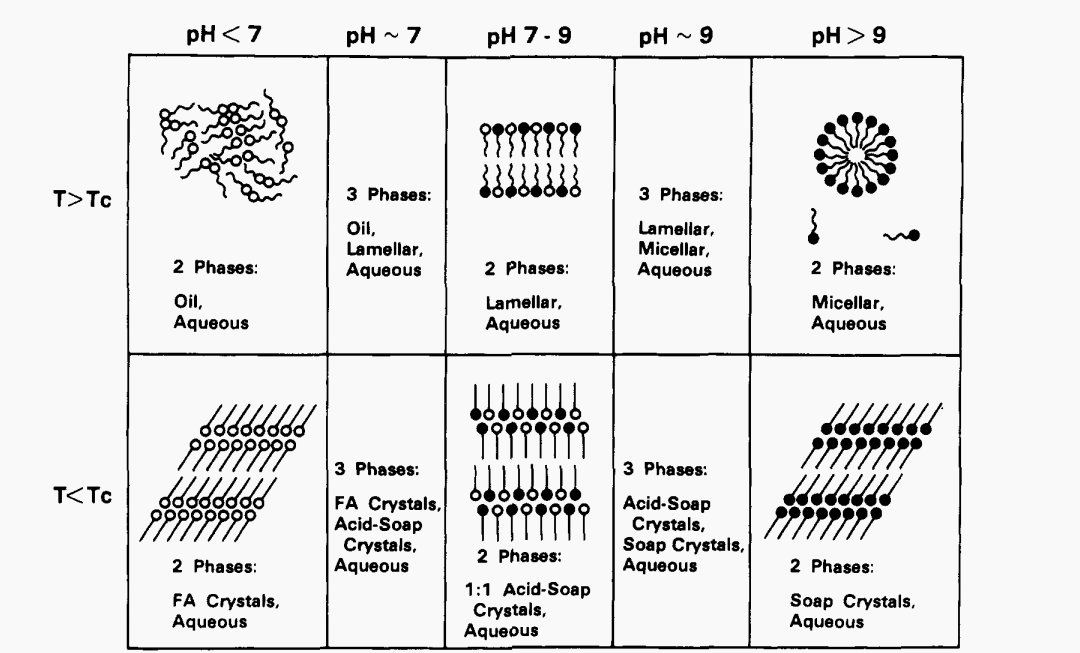 pH < 7
pH ~ 7
pH 7 - 9
pH ~ 9
pH > 9
T>Tc
2 Phases:
Oil,
Aqueous
3 Phases:
Oil,
Lamellar,
Aqueous
2 Phases:
Lamellar,
Aqueous
3 Phases:
Lamellar,
Micellar,
Aqueous
2 Phases:
Micellar,
Aqueous
T<Tc
2 Phases:
FA Crystals,
Aqueous
3 Phases:
FA Crystals,
Acid-Soap
Crystals,
Aqueous
2 Phases:
1:1 Acid-Soap
Crystals,
Aqueous
3 Phases:
Acid-Soap
Crystals,
Soap Crystals,
Aqueous
2 Phases:
Soap Crystals,
Aqueous